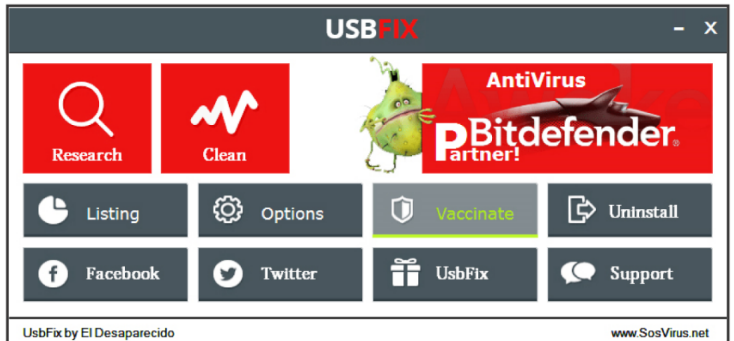 USBFIX
– X
Research
Clean
AntiVirus
Bitdefender®
Partner!
Listing
Options
Vaccinate
Uninstall
Facebook
Twitter
UsbFix
Support
UsbFix by El Desaparecido
www.SosVirus.net